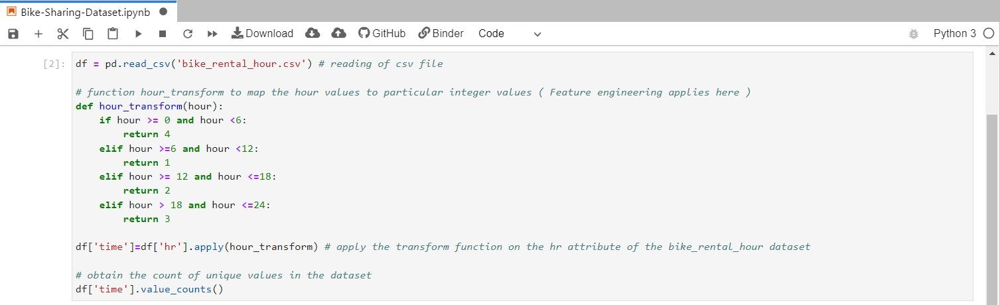 Bike-Sharing-Dataset.ipynb
Download GitHub Binder Code Python 3
[2]: df = pd.read_csv('bike_rental_hour.csv') # reading of csv file
# function hour_transform to map the hour values to particular integer values ( Feature engineering applies here )
def hour_transform(hour):
    if hour >= 0 and hour <6:
        return 4
    elif hour >=6 and hour <12:
        return 1
    elif hour >= 12 and hour <=18:
        return 2
    elif hour > 18 and hour <=24:
        return 3
df['time']=df['hr'].apply(hour_transform) # apply the transform function on the hr attribute of the bike_rental_hour dataset
# obtain the count of unique values in the dataset
df['time'].value_counts()